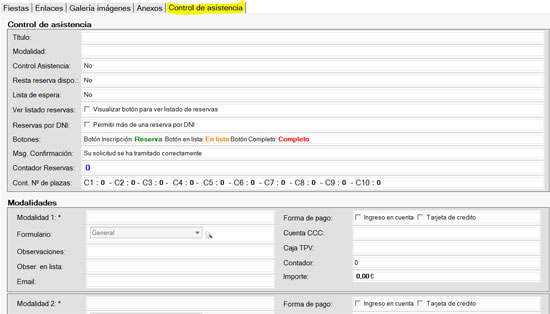 Fiestas | Enlaces | Galería imágenes | Anexos | Control de asistencia
Control de asistencia
Título:
Modalidad:
Control Asistencia: No
Resta reserva dispo.: No
Lista de espera: No
Ver listado reservas: Visualizar botón para ver listado de reservas
Reservas por DNI: Permitir más de una reserva por DNI
Botones: Botón Inscripción: Reserva Botón en lista: En lista Botón Completo: Completo
Msg. Confirmación: Su solicitud se ha tramitado correctamente
Contador Reservas: 0
Cont. Nº de plazas: C1 : 0 - C2 : 0 - C3 : 0 - C4 : 0 - C5 : 0 - C6 : 0 - C7 : 0 - C8 : 0 - C9 : 0 - C10 : 0
Modalidades
Modalidad 1: * Forma de pago: Ingreso en cuenta Tarjeta de credito
Formulario: General Cuenta CCC:
Observaciones: Caja TPV:
Obser. en lista: Contador: 0
Email: Importe: 0,00 €
Modalidad 2: * Forma de pago: Ingreso en cuenta Tarjeta de credito